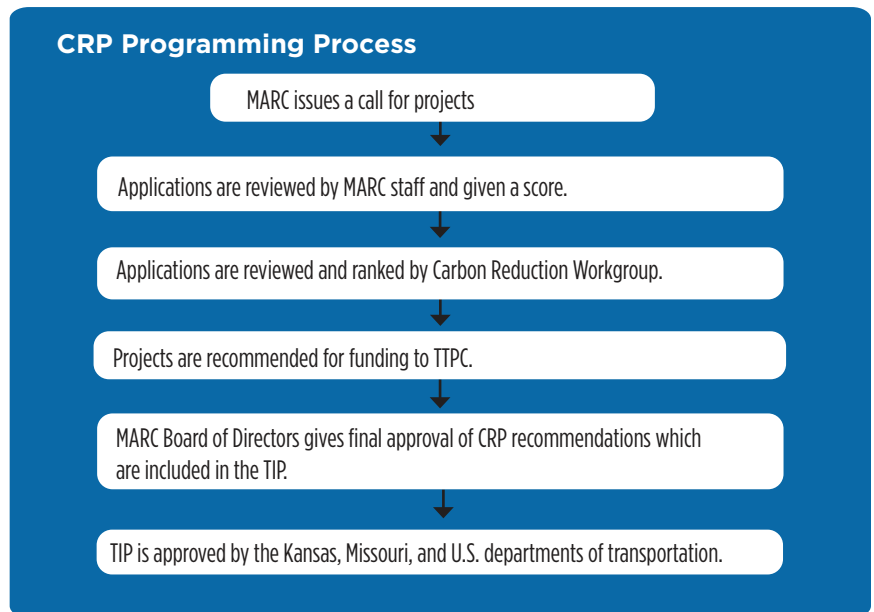 CRP Programming Process
MARC issues a call for projects
Applications are reviewed by MARC staff and given a score.
Applications are reviewed and ranked by Carbon Reduction Workgroup.
Projects are recommended for funding to TTPC.
MARC Board of Directors gives final approval of CRP recommendations which
are included in the TIP.
TIP is approved by the Kansas, Missouri, and U.S. departments of transportation.